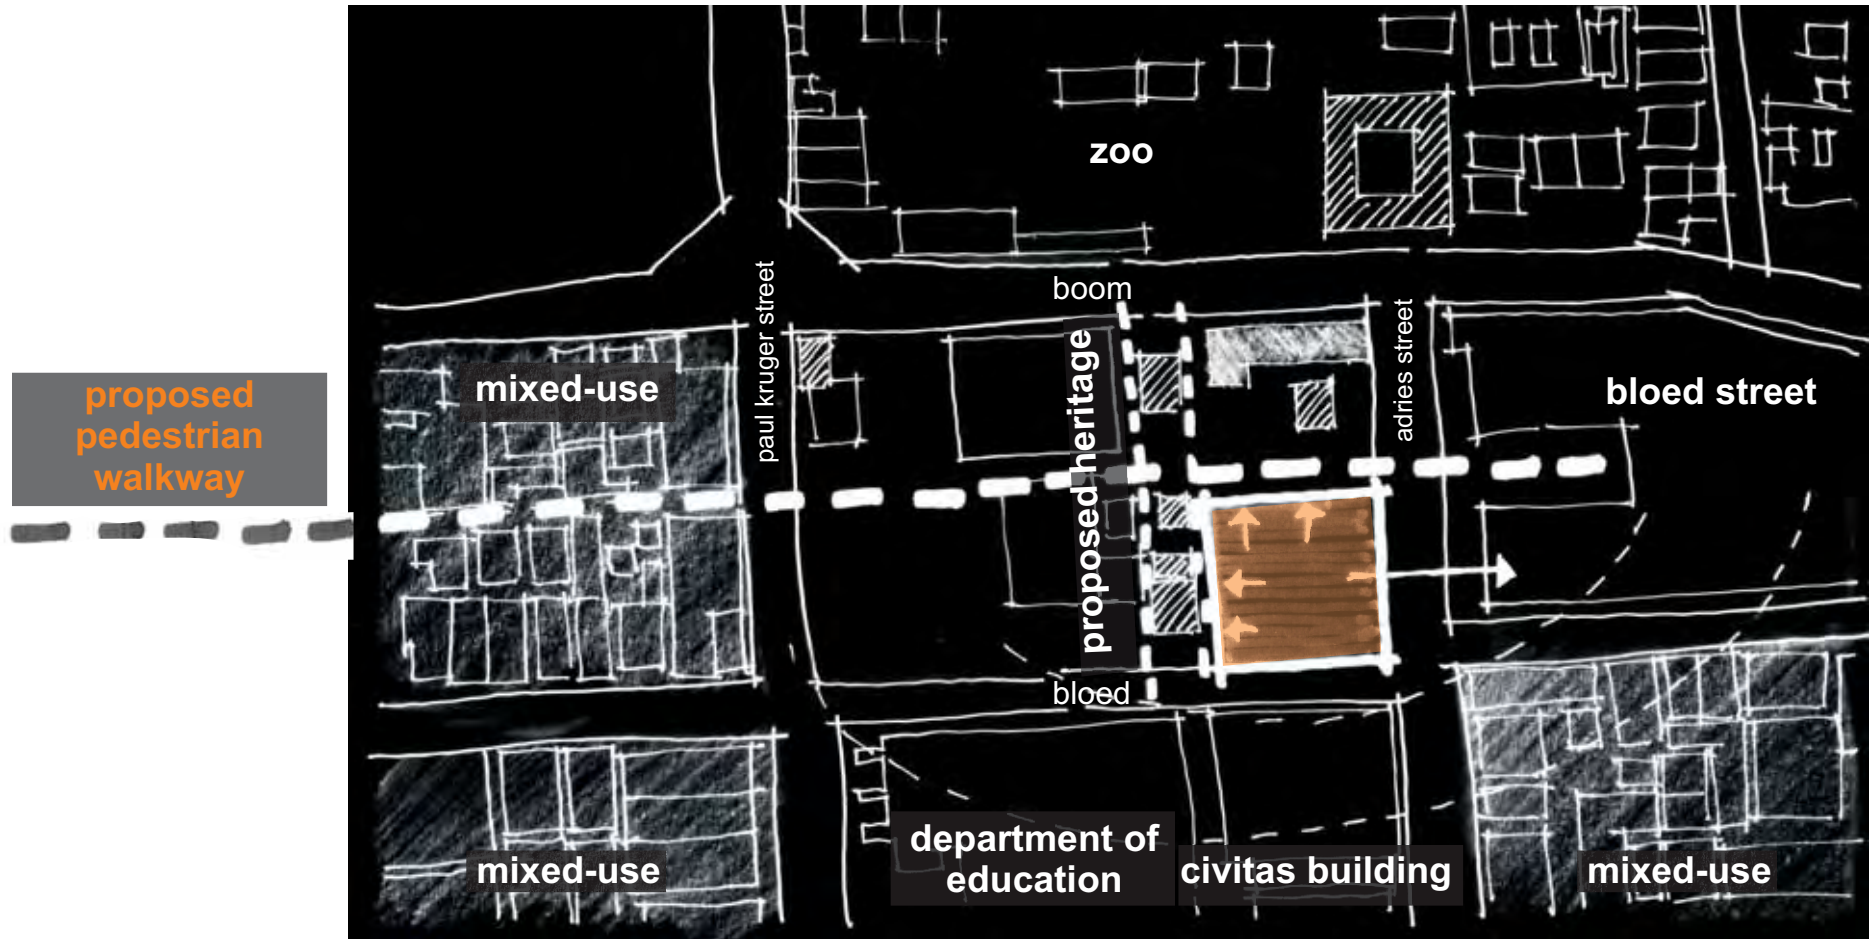 zoo
boom
paul kruger street
adries street
mixed-use
proposed heritage
bloed street
proposed
pedestrian
walkway
bloed
department of
education
civitas building
mixed-use
mixed-use